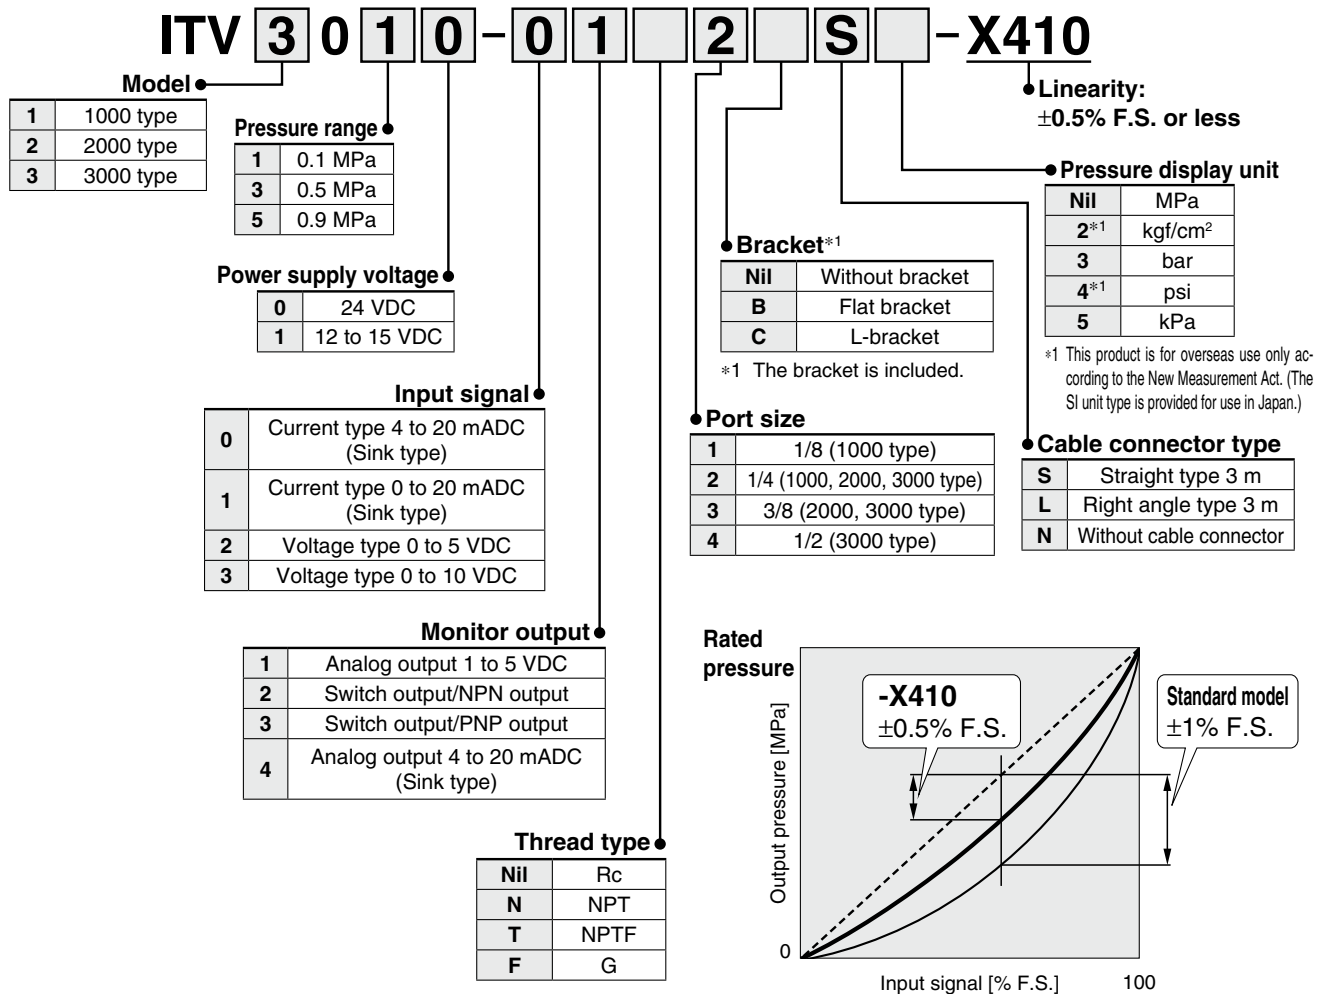 ITV 3 0 1 0 - 0 1 2 S - X410
Model
1 1000 type
2 2000 type
3 3000 type
Pressure range
1 0.1 MPa
3 0.5 MPa
5 0.9 MPa
Power supply voltage
0 24 VDC
1 12 to 15 VDC
Input signal
0 Current type 4 to 20 mADC
(Sink type)
1 Current type 0 to 20 mADC
(Sink type)
2 Voltage type 0 to 5 VDC
3 Voltage type 0 to 10 VDC
Monitor output
1 Analog output 1 to 5 VDC
2 Switch output/NPN output
3 Switch output/PNP output
4 Analog output 4 to 20 mADC
(Sink type)
Thread type
Nil Rc
N NPT
T NPTF
F G
Linearity:
±0.5% F.S. or less
Pressure display unit
Nil MPa
2*1 kgf/cm²
3 bar
4*1 psi
5 kPa
*1 This product is for overseas use only ac-
cording to the New Measurement Act. (The
SI unit type is provided for use in Japan.)
Bracket*1
Nil Without bracket
B Flat bracket
C L-bracket
*1 The bracket is included.
Port size
1 1/8 (1000 type)
2 1/4 (1000, 2000, 3000 type)
3 3/8 (2000, 3000 type)
4 1/2 (3000 type)
Cable connector type
S Straight type 3 m
L Right angle type 3 m
N Without cable connector
Rated
pressure
-X410
±0.5% F.S.
Standard model
±1% F.S.
Output pressure [MPa]
0
Input signal [% F.S.]
100